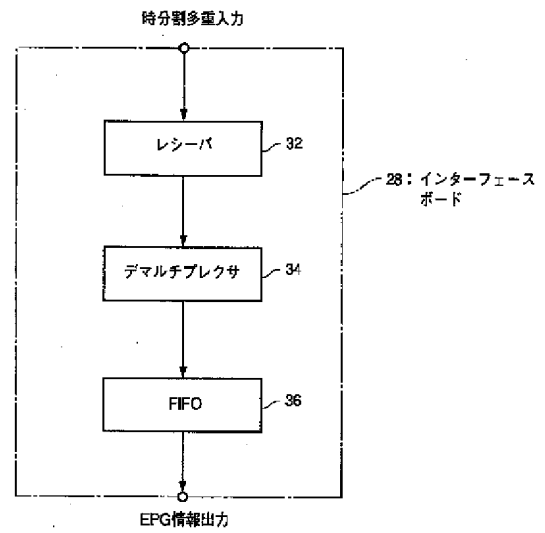 時分割多重入力
レシーバ
32
28：インターフェース
ボード
デマルチプレクサ
34
FIFO
36
EPG情報出力